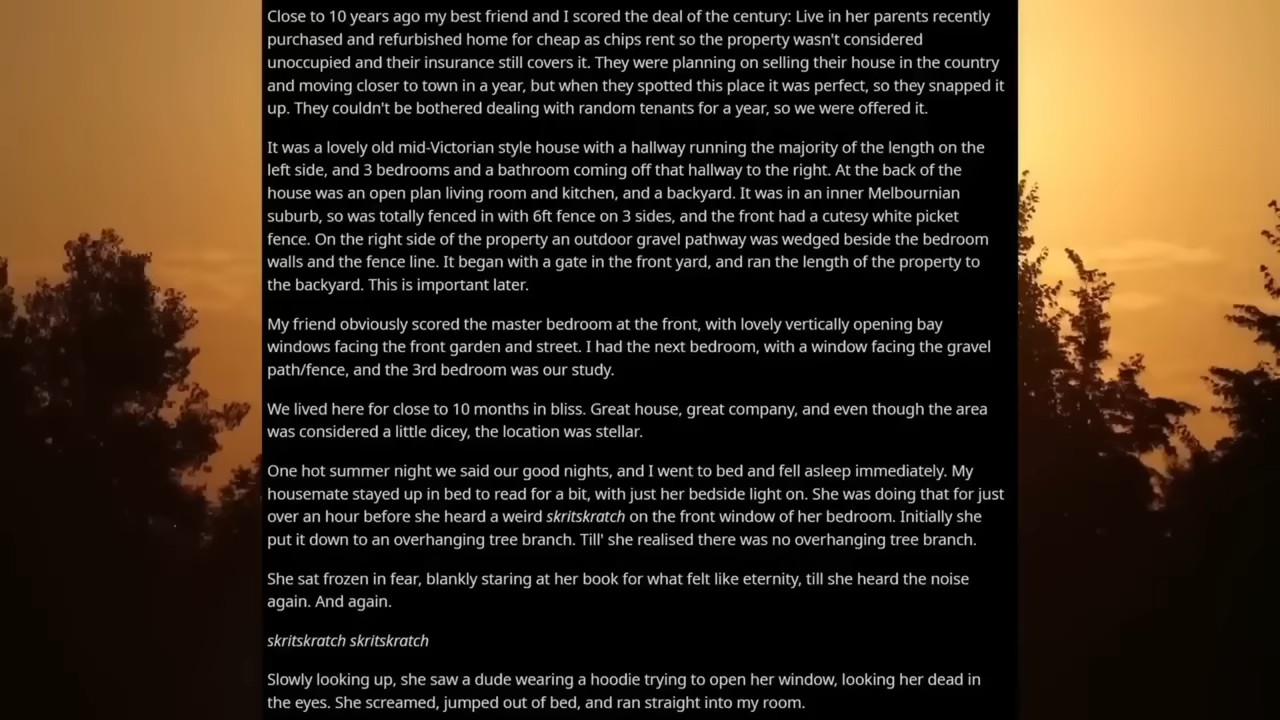 Close to 10 years ago my best friend and I scored the deal of the century: Live in her parents recently
purchased and refurbished home for cheap as chips rent so the property wasn't considered
unoccupied and their insurance still covers it. They were planning on selling their house in the country
and moving closer to town in a year, but when they spotted this place it was perfect, so they snapped it
up. They couldn't be bothered dealing with random tenants for a year, so we were offered it.
It was a lovely old mid-Victorian style house with a hallway running the majority of the length on the
left side, and 3 bedrooms and a bathroom coming off that hallway to the right. At the back of the
house was an open plan living room and kitchen, and a backyard. It was in an inner Melbournian
suburb, so was totally fenced in with 6ft fence on 3 sides, and the front had a cutesy white picket
fence. On the right side of the property an outdoor gravel pathway was wedged beside the bedroom
walls and the fence line. It began with a gate in the front yard, and ran the length of the property to
the backyard. This is important later.
My friend obviously scored the master bedroom at the front, with lovely vertically opening bay
windows facing the front garden and street. I had the next bedroom, with a window facing the gravel
path/fence, and the 3rd bedroom was our study.
We lived here for close to 10 months in bliss. Great house, great company, and even though the area
was considered a little dicey, the location was stellar.
One hot summer night we said our good nights, and I went to bed and fell asleep immediately. My
housemate stayed up in bed to read for a bit, with just her bedside light on. She was doing that for just
over an hour before she heard a weird skritskratch on the front window of her bedroom. Initially she
put it down to an overhanging tree branch. Till' she realised there was no overhanging tree branch.
She sat frozen in fear, blankly staring at her book for what felt like eternity, till she heard the noise
again. And again.
skritskratch skritskratch
Slowly looking up, she saw a dude wearing a hoodie trying to open her window, looking her dead in
the eyes. She screamed, jumped out of bed, and ran straight into my room.